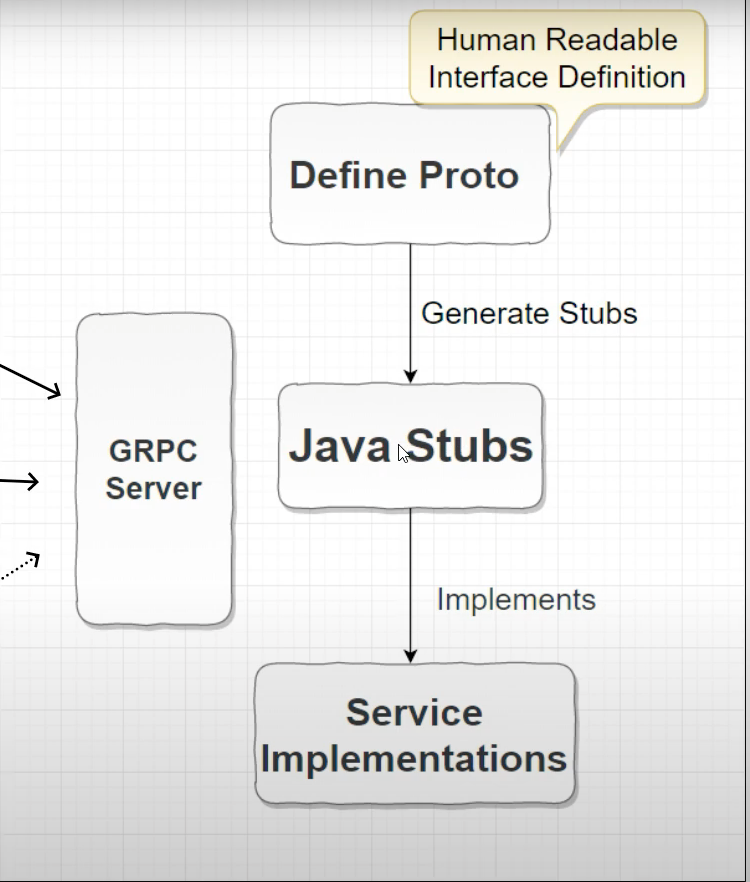 Human Readable
Interface Definition
Define Proto
Generate Stubs
GRPC
Server
Java Stubs
Implements
Service
Implementations